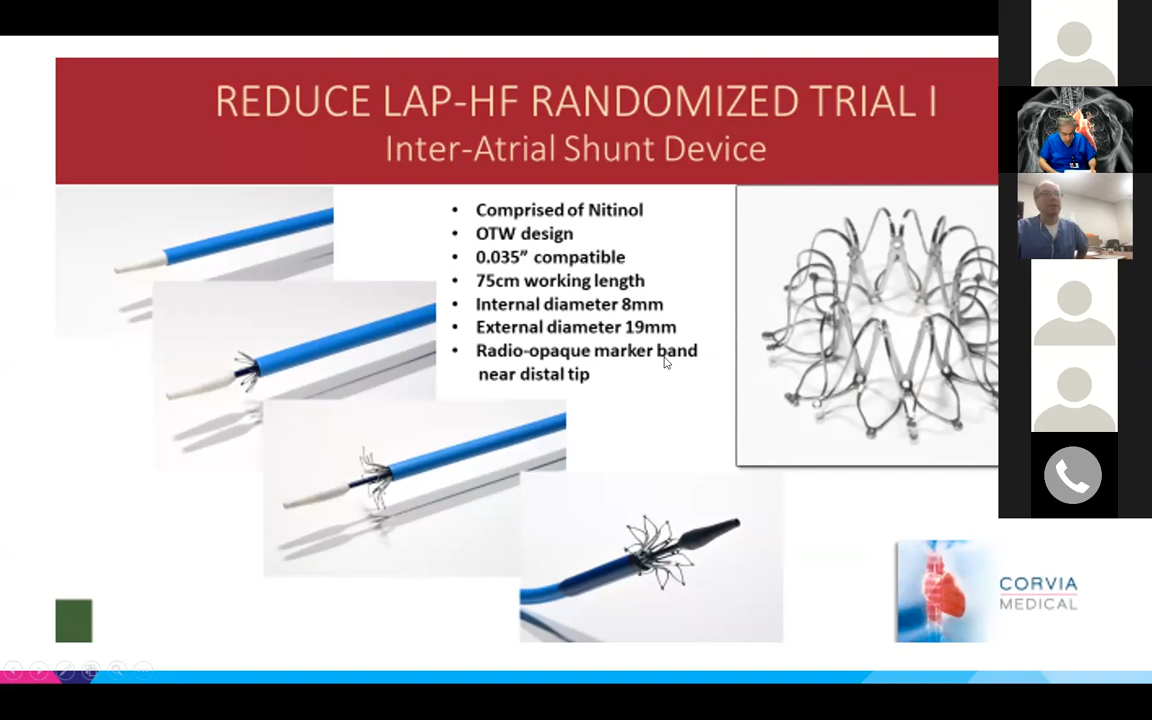 REDUCE LAP-HF RANDOMIZED TRIAL I
Inter-Atrial Shunt Device
• Comprised of Nitinol
• OTW design
• 0.035” compatible
• 75cm working length
• Internal diameter 8mm
• External diameter 19mm
• Radio-opaque marker band
near distal tip
CORVIA
MEDICAL